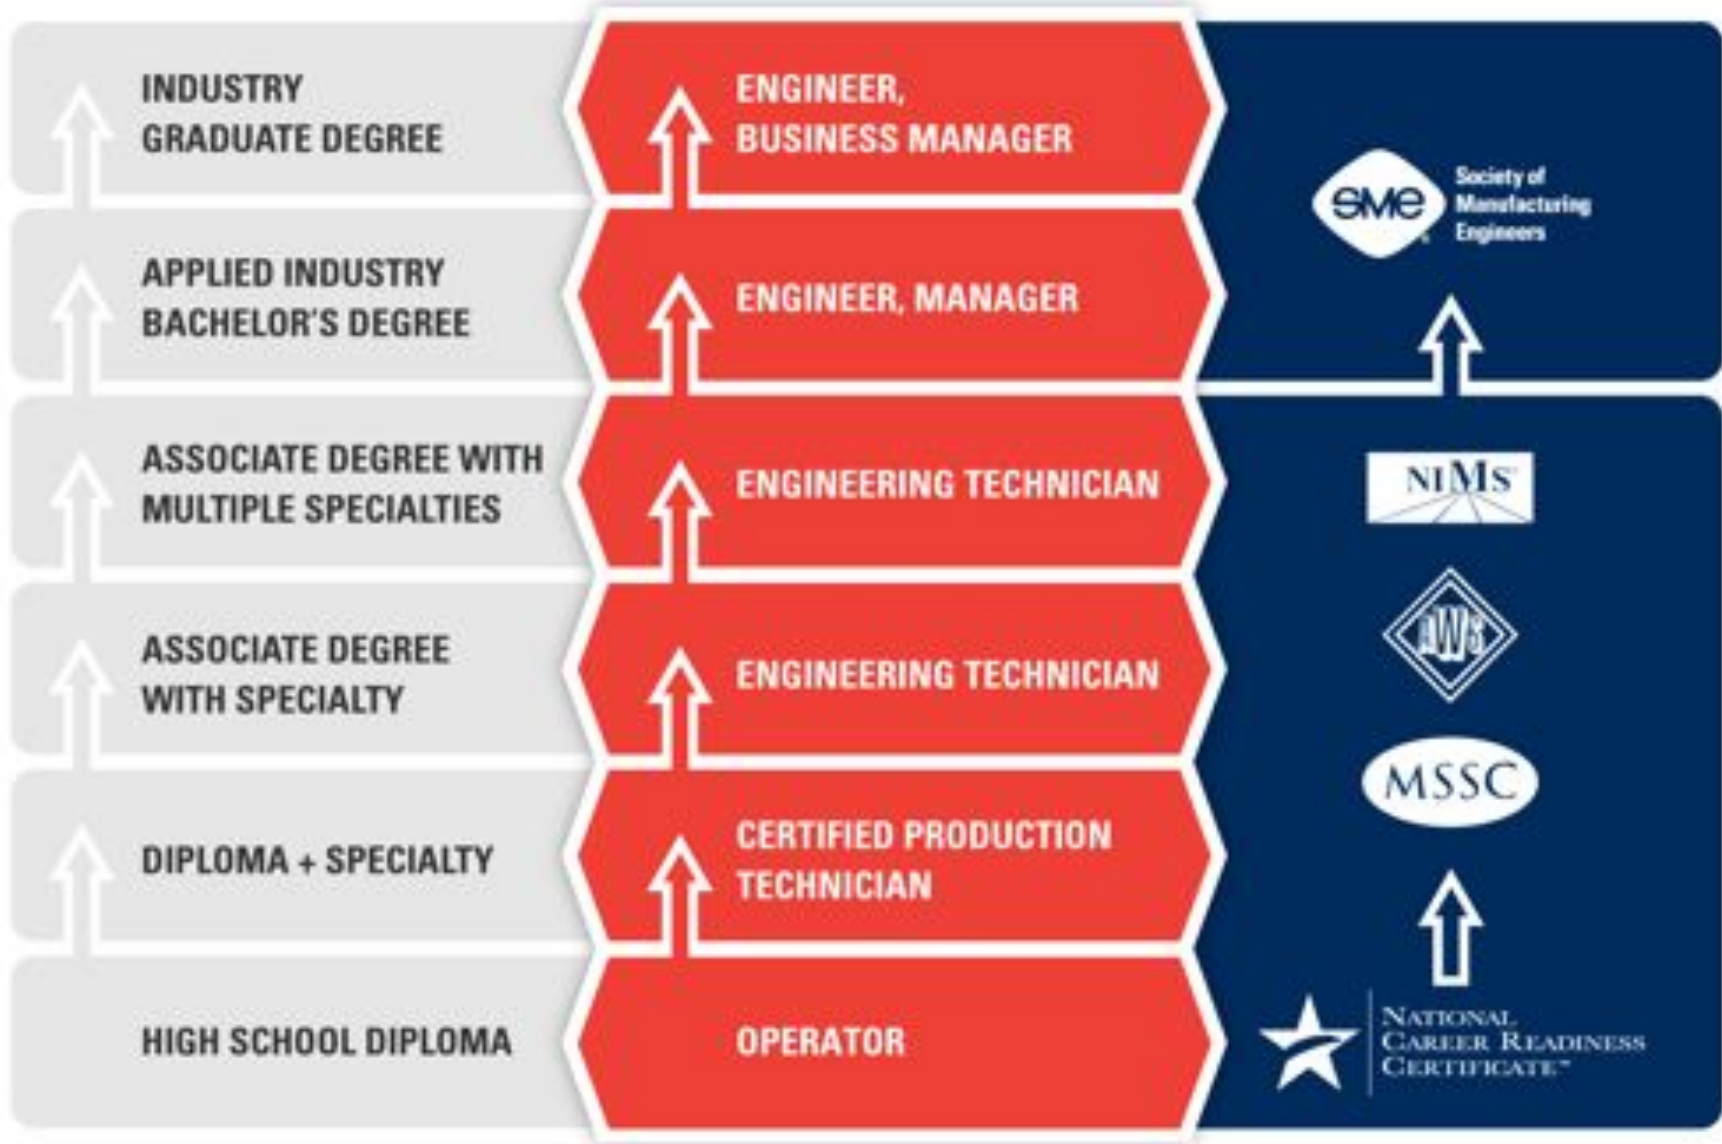 INDUSTRY
GRADUATE DEGREE
ENGINEER,
BUSINESS MANAGER
SME
Society of
Manufacturing
Engineers
APPLIED INDUSTRY
BACHELOR'S DEGREE
ENGINEER, MANAGER
ASSOCIATE DEGREE WITH
MULTIPLE SPECIALTIES
ENGINEERING TECHNICIAN
NIMS
ASSOCIATE DEGREE
WITH SPECIALTY
ENGINEERING TECHNICIAN
AWS
MSSC
DIPLOMA + SPECIALTY
CERTIFIED PRODUCTION
TECHNICIAN
HIGH SCHOOL DIPLOMA
OPERATOR
NATIONAL
CAREER READINESS
CERTIFICATE™